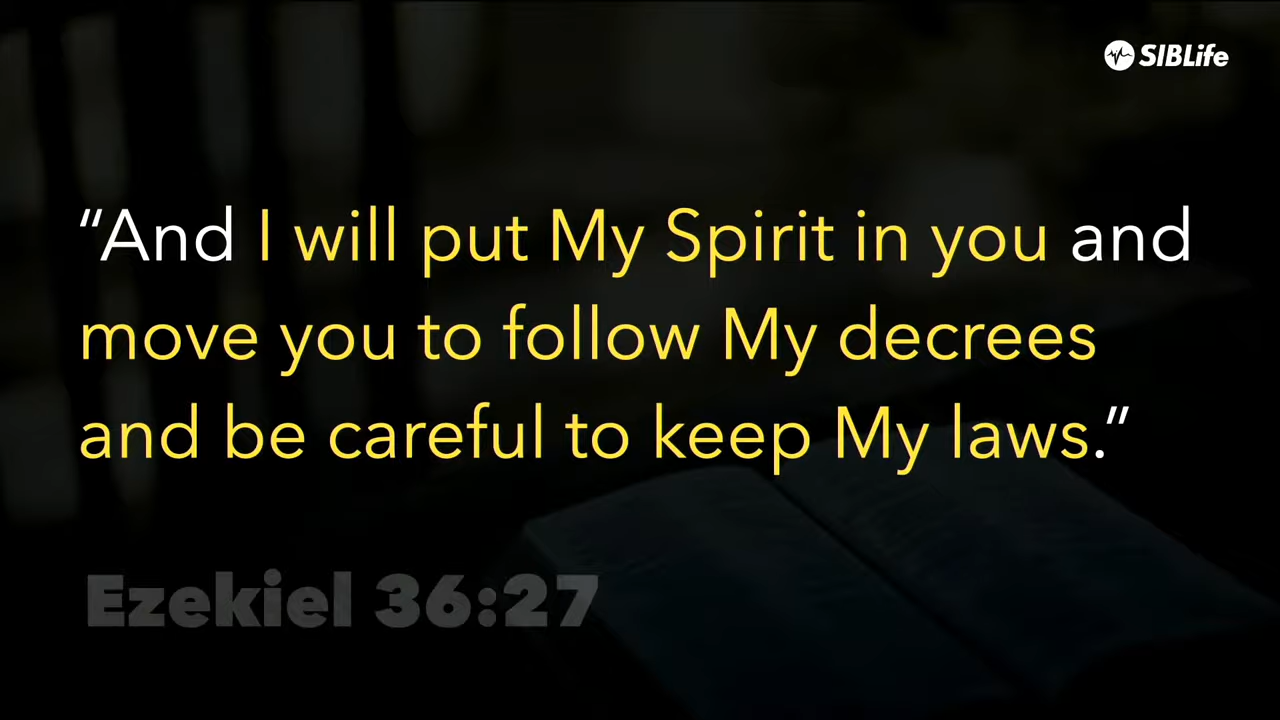 SIBLife
“And I will put My Spirit in you and
move you to follow My decrees
and be careful to keep My laws.”
Ezekiel 36:27